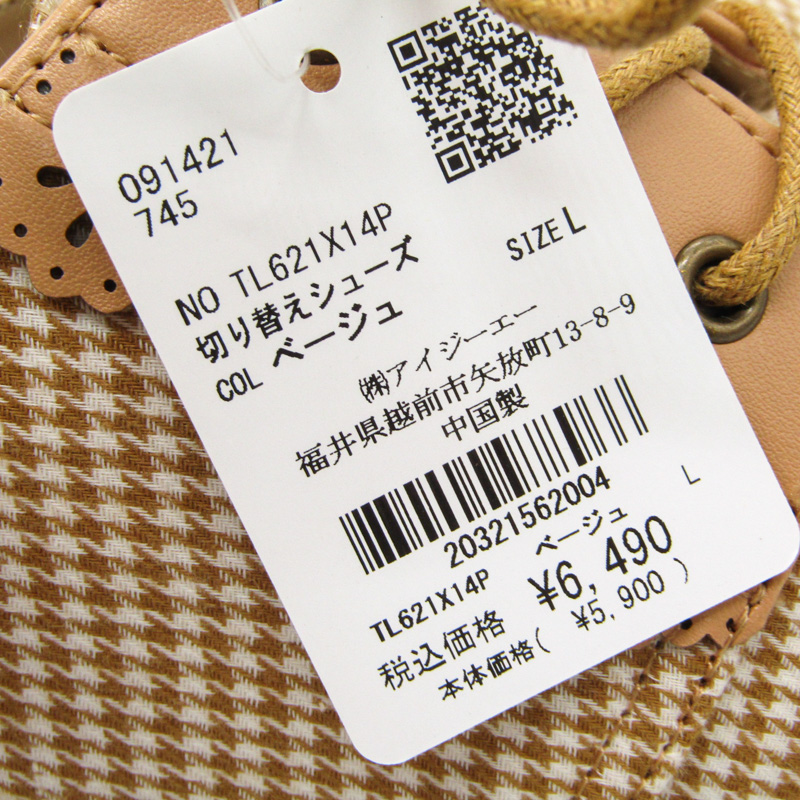 091421
745
NO TL621X14P
SIZE L
切り替えシューズ
COL ベージュ
㈱アイジーエー
福井県越前市矢放町13-8-9
中国製
20321562004
TL621X14P ベージュ L
税込価格 ¥6,490
本体価格( ¥5,900 )